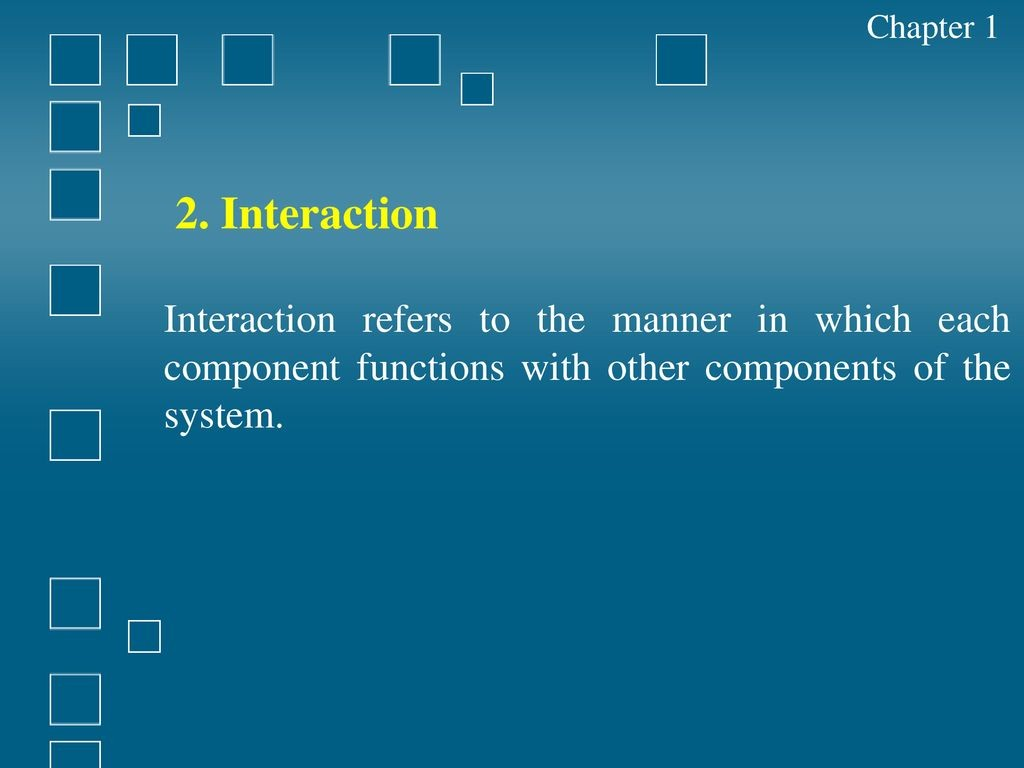 Chapter 1
2. Interaction
Interaction refers to the manner in which each
component functions with other components of the
system.